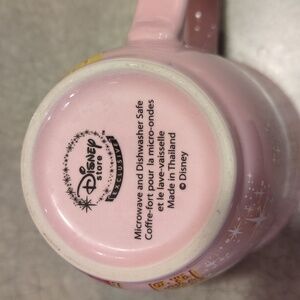 Disney
store
EXCLUSIVE
Microwave and Dishwasher Safe
Coffre-fort pour la micro-ondes
et le lave-vaisselle
Made in Thailand
© Disney